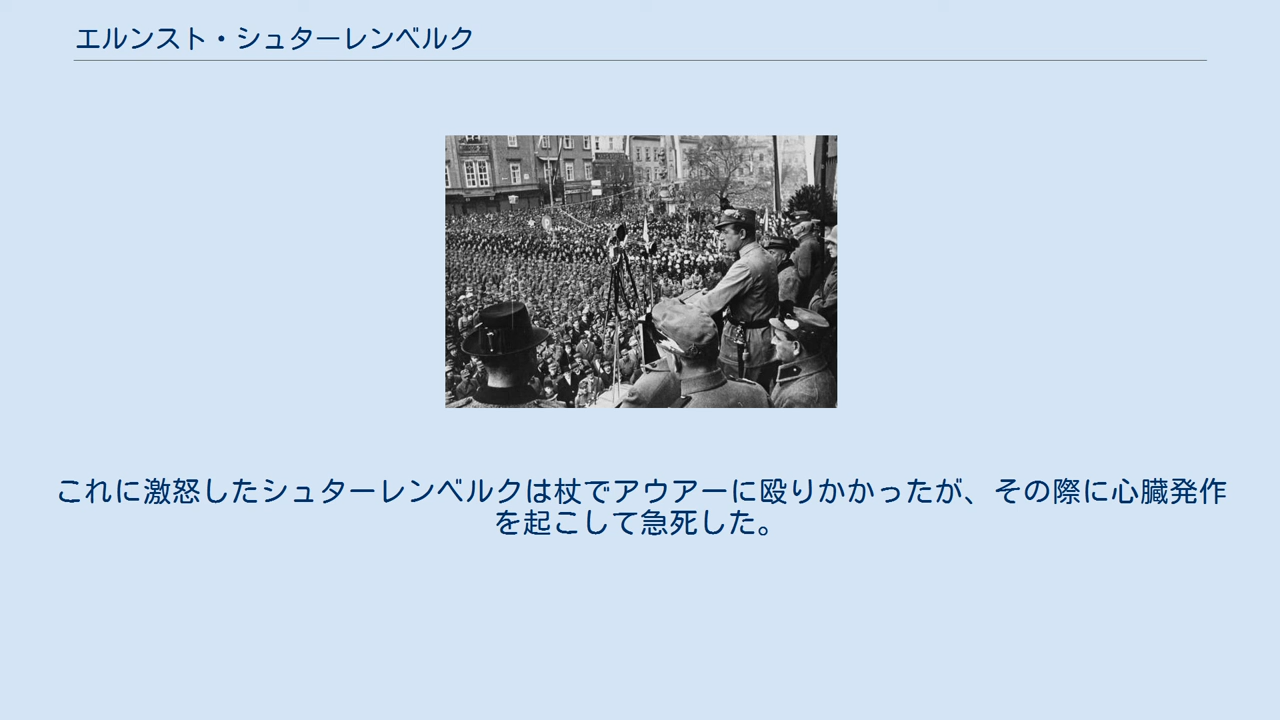 エルンスト・シュターレンベルク
これに激怒したシュターレンベルクは杖でアウアーに殴りかかったが、その際に心臓発作
を起こして急死した。